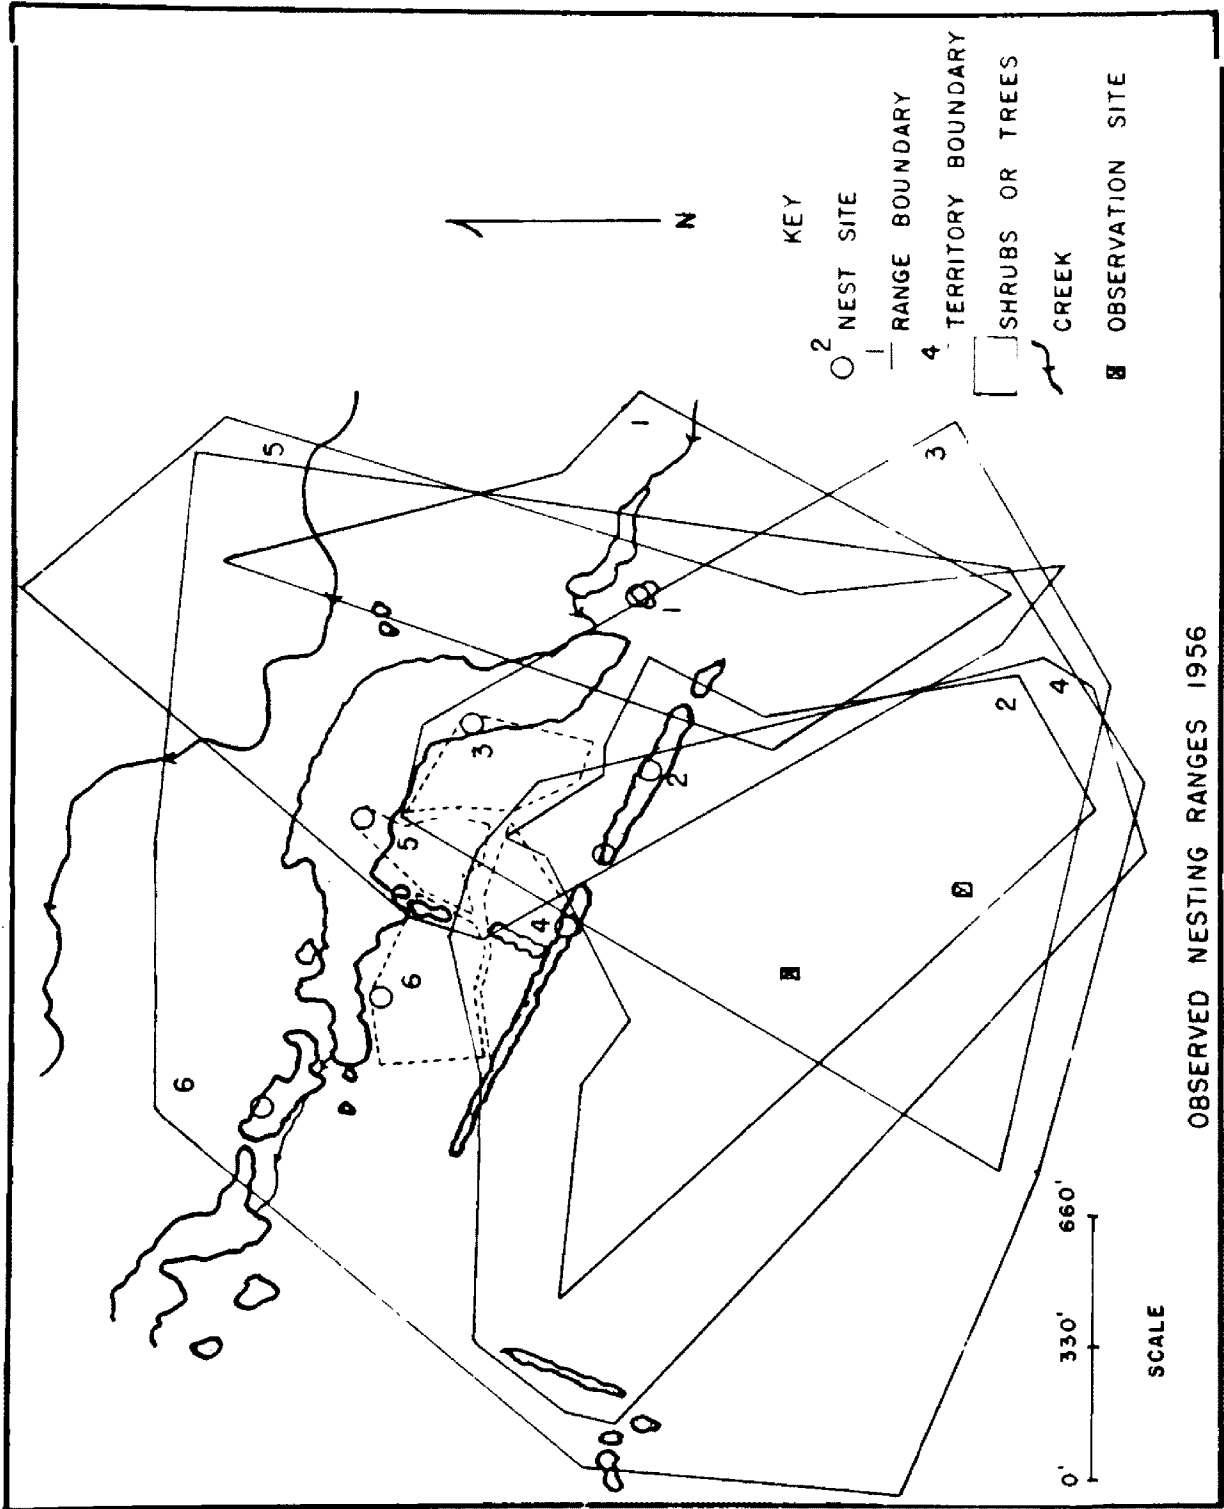 5
1
3
6
3
1
5
2
6
4
2
4
N
KEY
2 NEST SITE
1 RANGE BOUNDARY
4 TERRITORY BOUNDARY
SHRUBS OR TREES
CREEK
OBSERVATION SITE
0' 330' 660'
SCALE
OBSERVED NESTING RANGES 1956